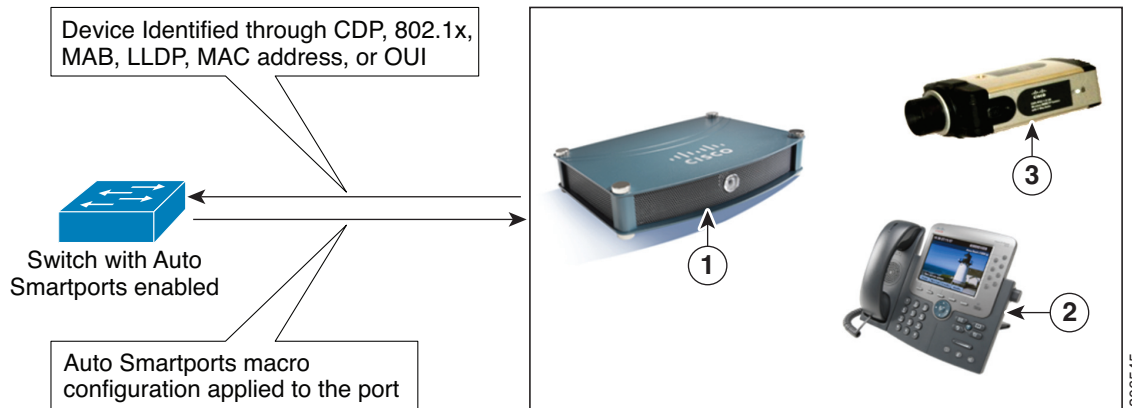 Device Identified through CDP, 802.1x,
MAB, LLDP, MAC address, or OUI
CISCO
3
1
Switch with Auto
Smartports enabled
2
Auto Smartports macro
configuration applied to the port